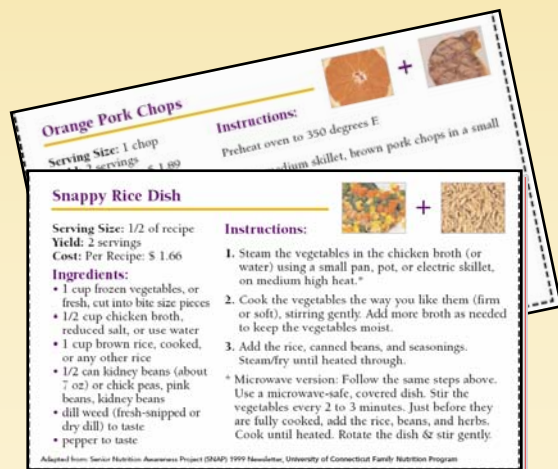 Orange Pork Chops
Serving Size: 1 chop
2 servings
$ 1.89
Instructions:
Preheat oven to 350 degrees F.
medium skillet, brown pork chops in a small
Snappy Rice Dish
Serving Size: 1/2 of recipe
Yield: 2 servings
Cost: Per Recipe: $ 1.66
Ingredients:
• 1 cup frozen vegetables, or
fresh, cut into bite size pieces
• 1/2 cup chicken broth,
reduced salt, or use water
• 1 cup brown rice, cooked,
or any other rice
• 1/2 can kidney beans (about
7 oz) or chick peas, pink
beans, kidney beans
• dill weed (fresh-snipped or
dry dill) to taste
• pepper to taste
+
+
Instructions:
1. Steam the vegetables in the chicken broth (or
water) using a small pan, pot, or electric skillet,
on medium high heat.*
2. Cook the vegetables the way you like them (firm
or soft), stirring gently. Add more broth as needed
to keep the vegetables moist.
3. Add the rice, canned beans, and seasonings.
Steam/fry until heated through.
* Microwave version: Follow the same steps above.
Use a microwave-safe, covered dish. Stir the
vegetables every 2 to 3 minutes. Just before they
are fully cooked, add the rice, beans, and herbs.
Cook until heated. Rotate the dish & stir gently.
Adapted from: Senior Nutrition Awareness Project (SNAP) 1999 Newsletter, University of Connecticut Family Nutrition Program